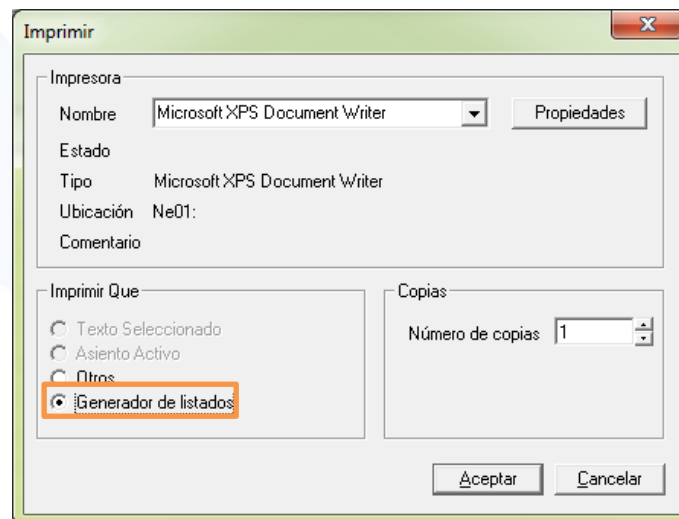 Imprimir
Impresora
Nombre Microsoft XPS Document Writer Propiedades
Estado
Tipo Microsoft XPS Document Writer
Ubicación Ne01:
Comentario
Imprimir Que
Texto Seleccionado
Asiento Activo
Otros
Generador de listados
Copias
Número de copias 1
Aceptar Cancelar